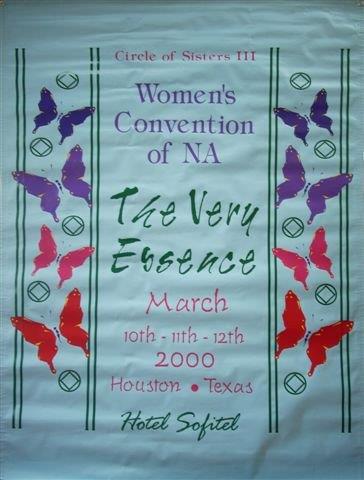 Circle of Sisters III
Women's
Convention
of NA
The Very
Essence
March
10th - 11th - 12th
2000
Houston • Texas
Hotel Sofitel